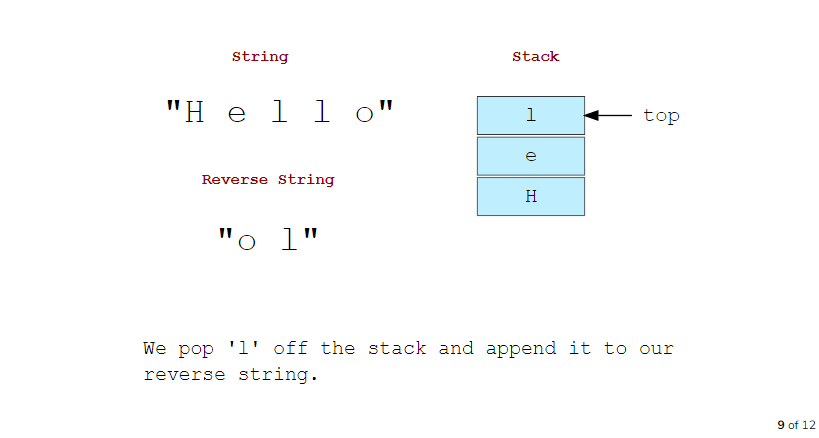 String
Stack
"H e l l o"
l
top
e
Reverse String
H
"o l"
We pop 'l' off the stack and append it to our
reverse string.
9 of 12